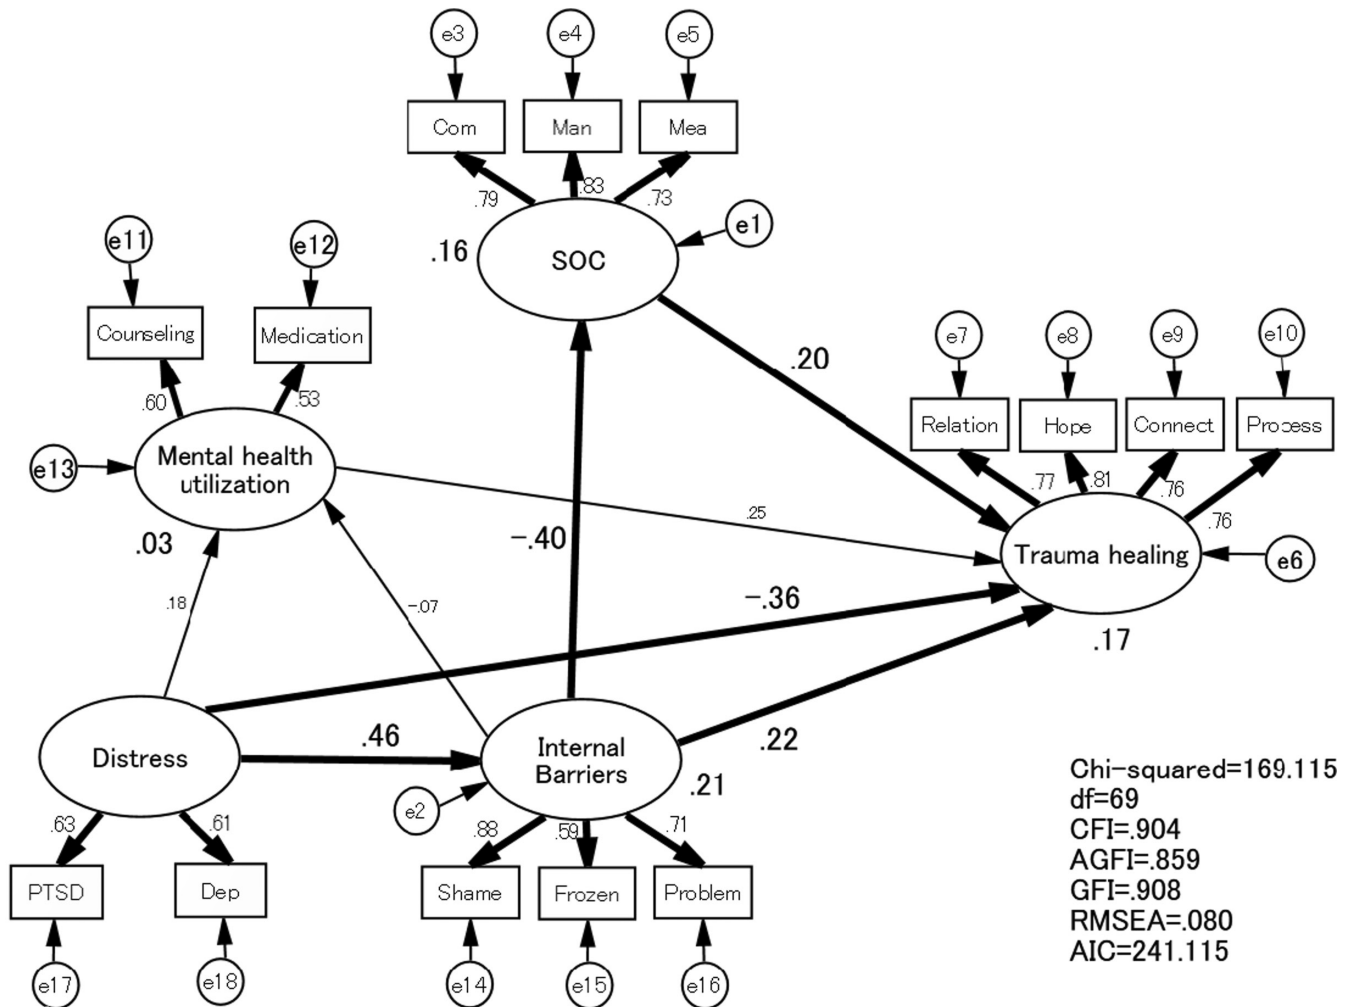 e3 e4 e5
Com Man Mea
.79 .83 .73
e1
.16 SOC
e11 e12
Counseling Medication
.60 .53
e13
Mental health
utilization
.03
.20
e7 e8 e9 e10
Relation Hope Connect Process
.77 .81 .76 .76
.25
Trauma healing
e6
.17
-.40
-.36
.18
-.07
Distress
.46
Internal
Barriers
.22
.21
e2
.63 .61
PTSD Dep
e17 e18
.88 .59 .71
Shame Frozen Problem
e14 e15 e16
Chi-squared=169.115
df=69
CFI=.904
AGFI=.859
GFI=.908
RMSEA=.080
AIC=241.115